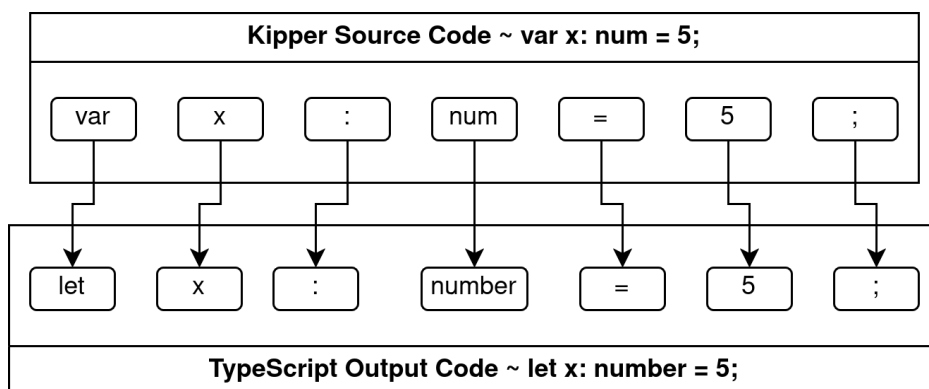 Kipper Source Code ~ var x: num = 5;
var x : num = 5 ;
let x : number = 5 ;
TypeScript Output Code ~ let x: number = 5;